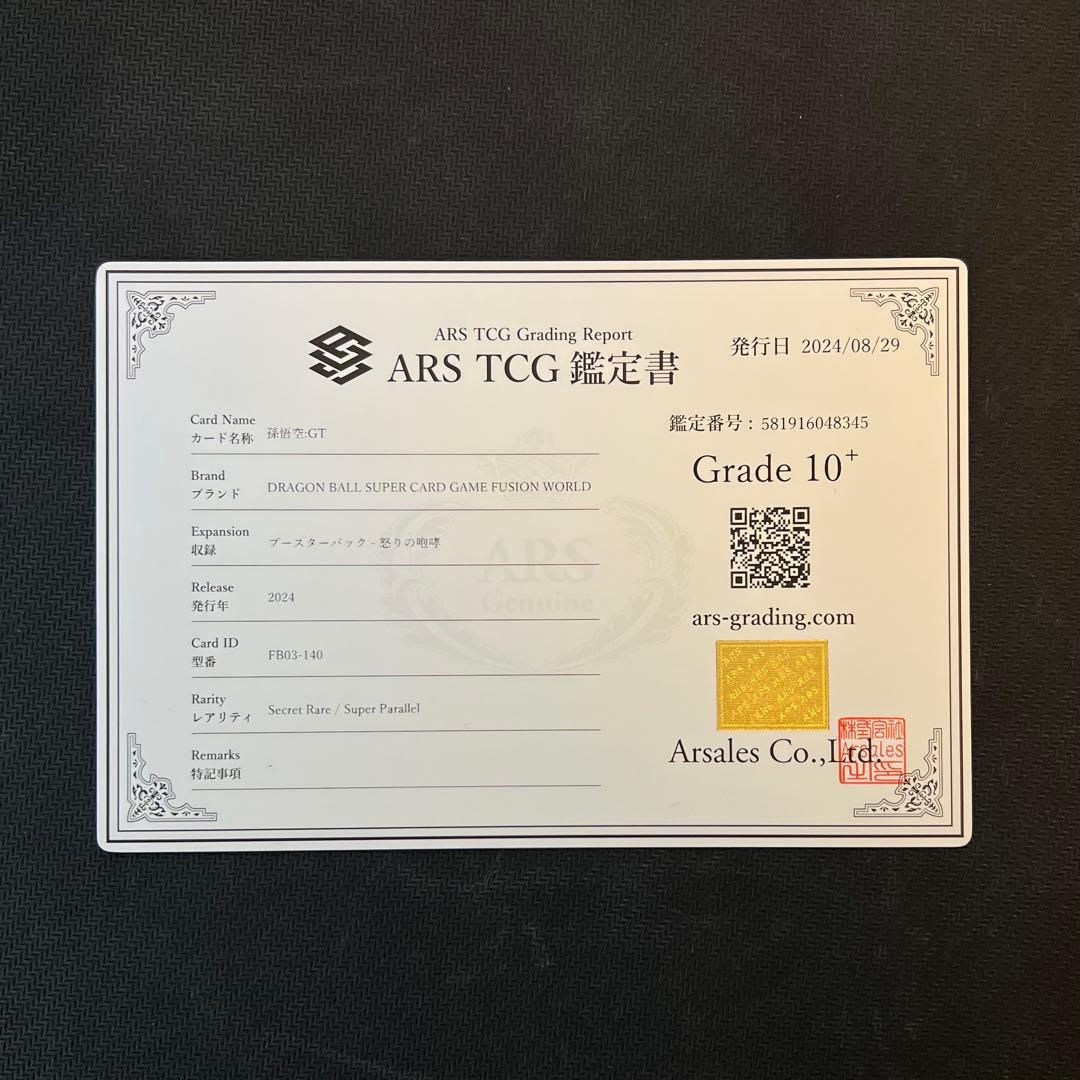 ARS TCG Grading Report
ARS TCG 鑑定書
発行日 2024/08/29
Card Name
カード名称
孫悟空:GT
Brand
ブランド
DRAGON BALL SUPER CARD GAME FUSION WORLD
Expansion
収録
ブースターパック - 怒りの咆哮
Release
発行年
2024
Card ID
型番
FB03-140
Rarity
レアリティ
Secret Rare / Super Parallel
Remarks
特記事項
-
ARS
Genuine
鑑定番号 : 581916048345
Grade 10+
ars-grading.com
Arsales Co.,Ltd.
株式会社
Arsales